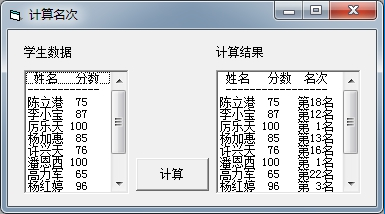 计算名次
学生数据
计算结果
姓名 分数
陈立港 75
李小宝 87
厉乐天 100
杨加惠 85
许兴天 76
潘恩西 100
高力军 65
杨红婷 96
计算
姓名 分数 名次
陈立港 75 第18名
李小宝 87 第12名
厉乐天 100 第 1名
杨加惠 85 第13名
许兴天 76 第16名
潘恩西 100 第 1名
高力军 65 第22名
杨红婷 96 第 3名